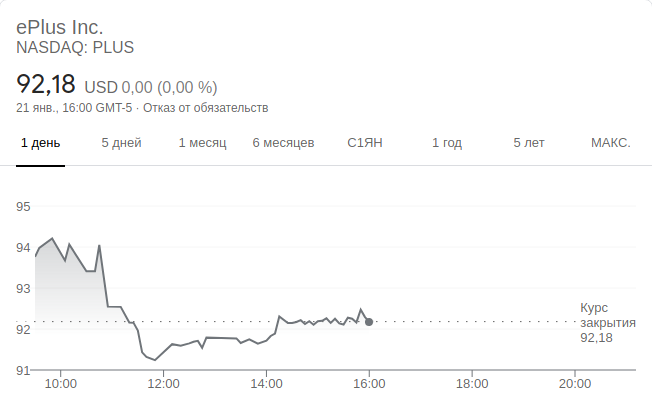 ePlus Inc.
NASDAQ: PLUS
92,18 USD 0,00 (0,00 %)
21 янв., 16:00 GMT-5 · Отказ от обязательств
1 день 5 дней 1 месяц 6 месяцев С1ЯН 1 год 5 лет МАКС.
95
94
93
92
91
Курс
закрытия
92,18
10:00 12:00 14:00 16:00 18:00 20:00